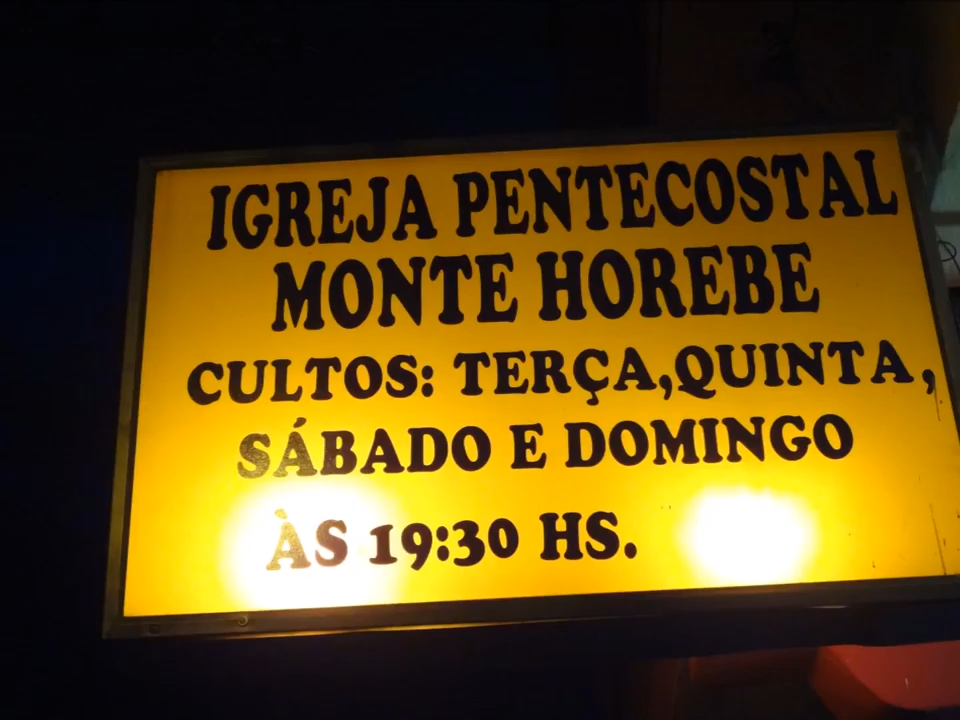 IGREJA PENTECOSTAL
MONTE HOREBE
CULTOS: TERÇA,QUINTA,
SÁBADO E DOMINGO
ÀS 19:30 HS.